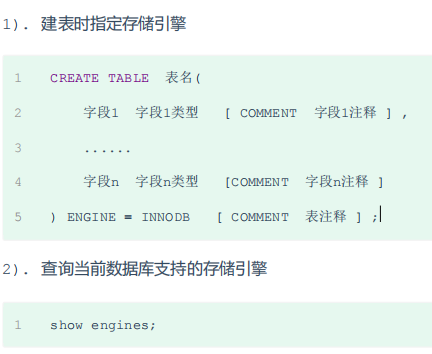 1). 建表时指定存储引擎
1 CREATE TABLE 表名(
2 字段1 字段1类型 [ COMMENT 字段1注释 ] ,
3 ......
4 字段n 字段n类型 [COMMENT 字段n注释 ]
5 ) ENGINE = INNODB [ COMMENT 表注释 ] ;
2). 查询当前数据库支持的存储引擎
1 show engines;